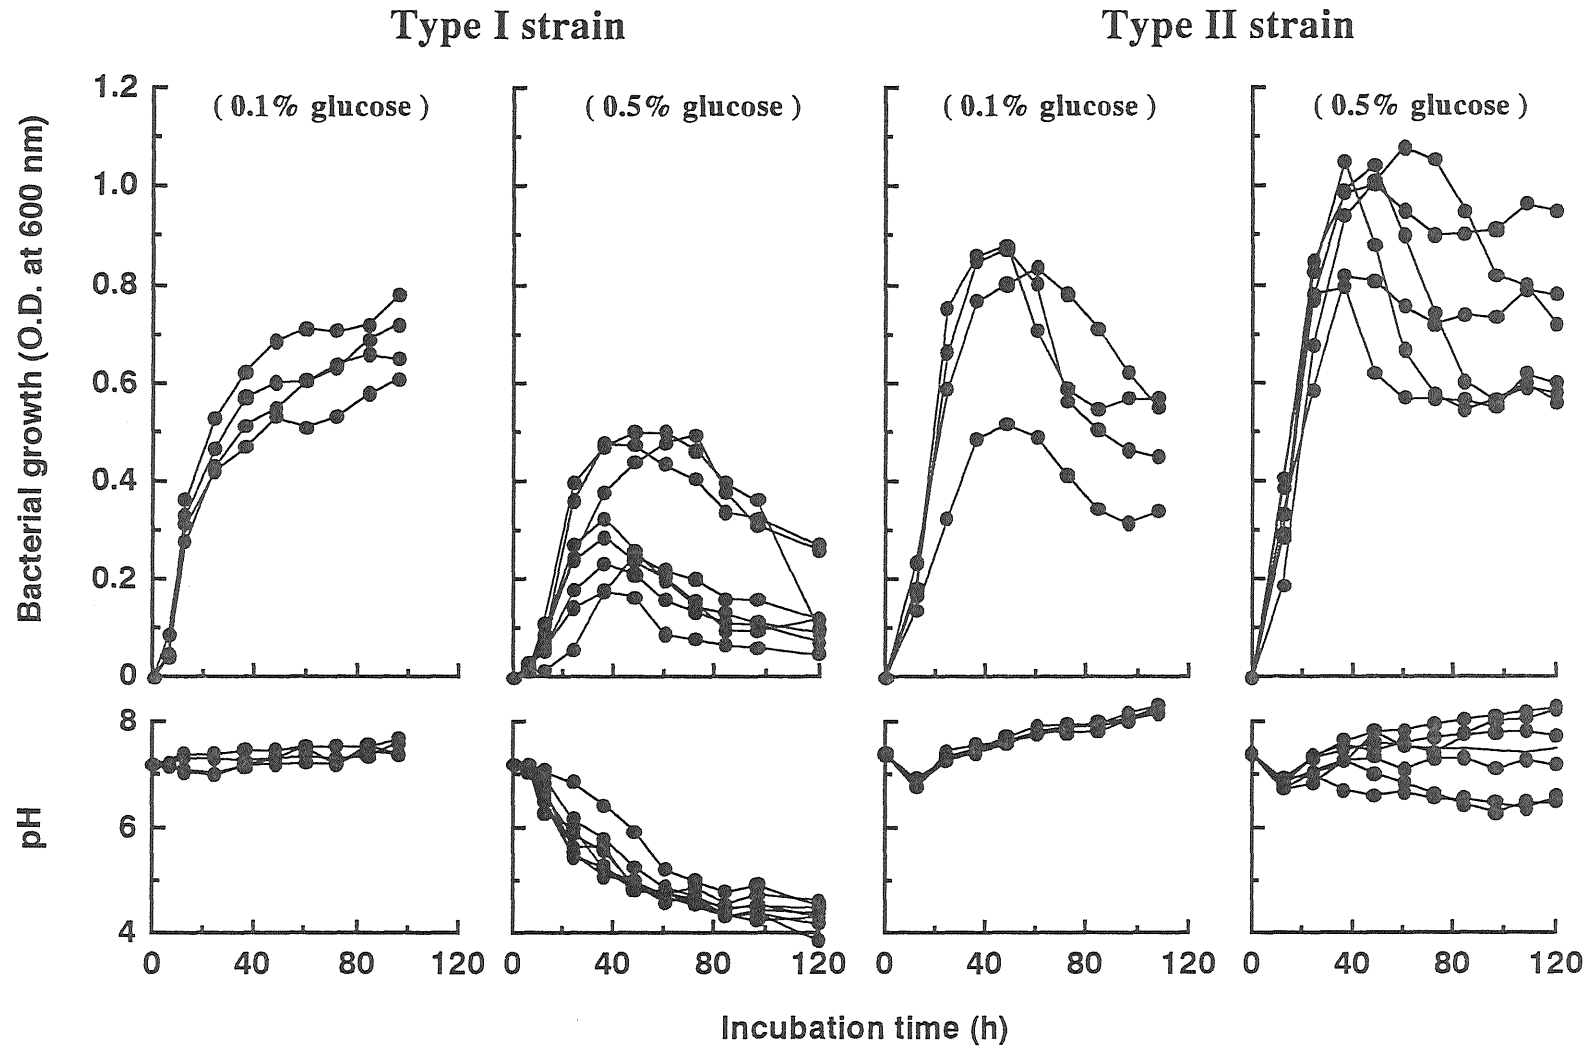 Type I strain
Type II strain
( 0.1% glucose )
( 0.5% glucose )
( 0.1% glucose )
( 0.5% glucose )
Bacterial growth (O.D. at 600 nm)
1.2
1.0
0.8
0.6
0.4
0.2
0
pH
8
6
4
0 40 80 120 0 40 80 120 0 40 80 120 0 40 80 120
Incubation time (h)